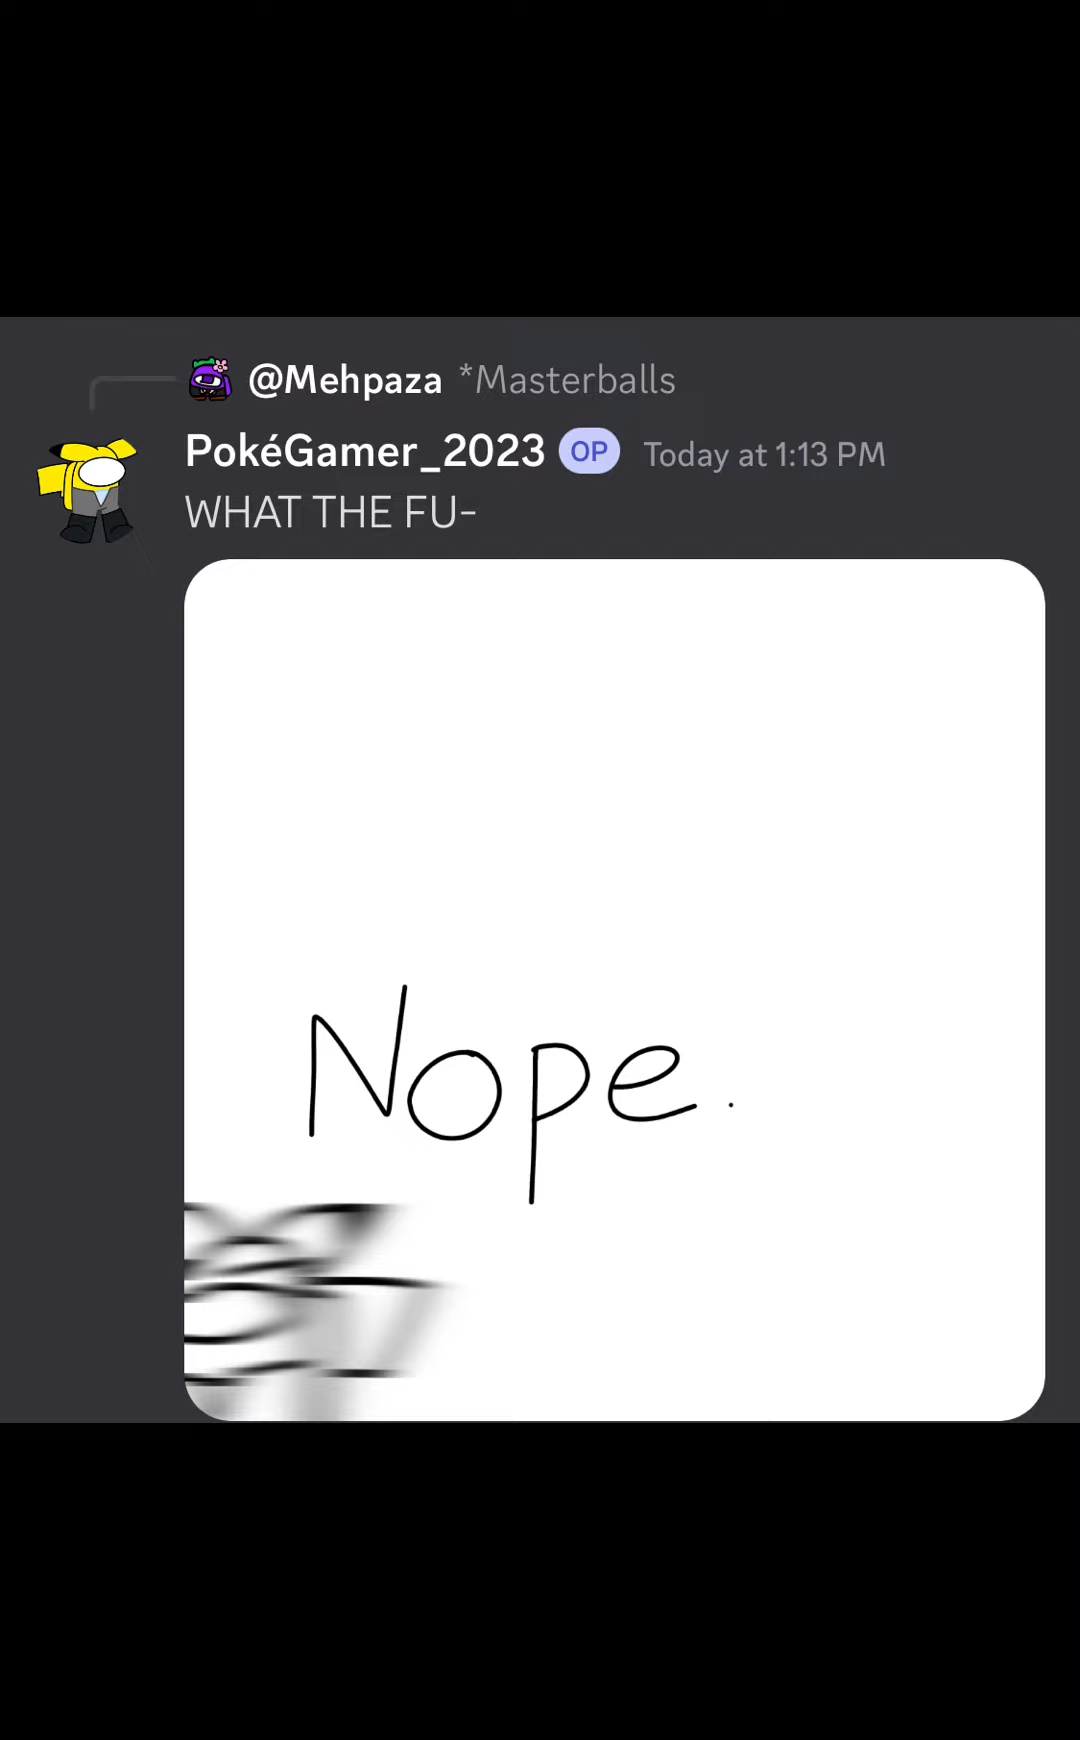 @Mehpaza *Masterballs
PokéGamer_2023 OP Today at 1:13 PM
WHAT THE FU-
Nope.